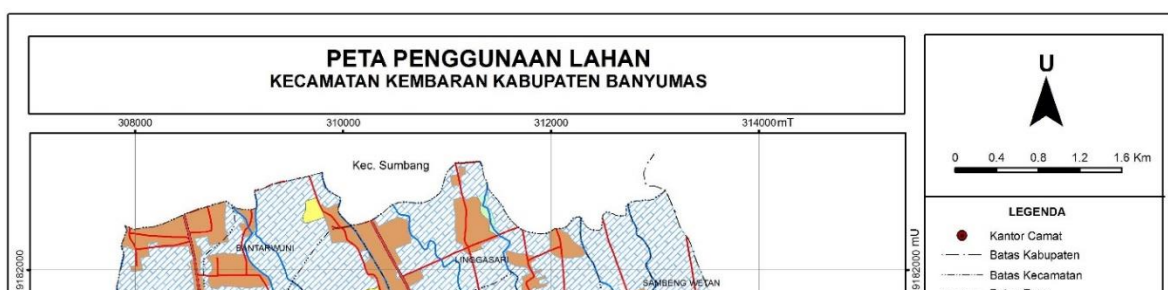 PETA PENGGUNAAN LAHAN
KECAMATAN KEMBARAN KABUPATEN BANYUMAS
308000
310000
312000
314000mT
Kec. Sumbang
BANTARWUNI
LINGGASARI
SAMBENG WETAN
9182000
9182000 mU
U
0 0.4 0.8 1.2 1.6 Km
LEGENDA
Kantor Camat
Batas Kabupaten
Batas Kecamatan